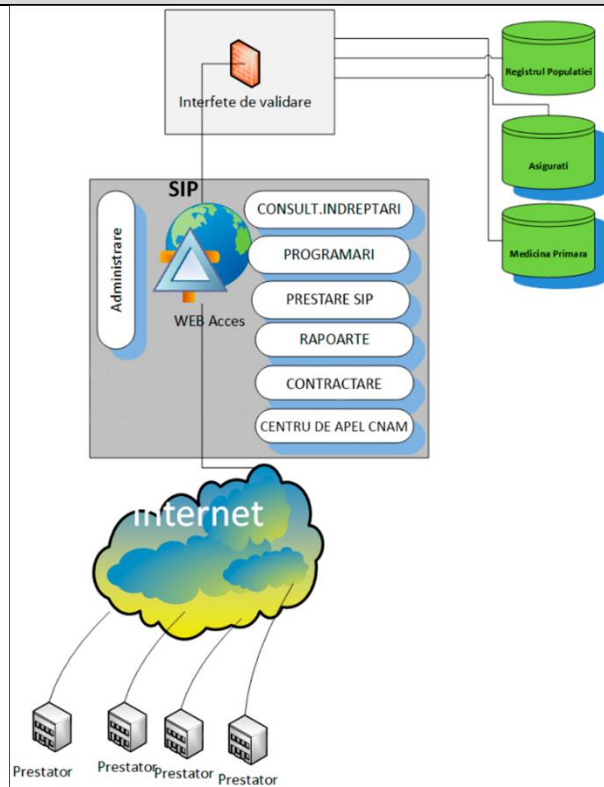 Interfete de validare
Registrul Populatiei
Asigurati
Medicina Primara
SIP
Administrare
WEB Acces
CONSULT.INDREPTARI
PROGRAMARI
PRESTARE SIP
RAPOARTE
CONTRACTARE
CENTRU DE APEL CNAM
Internet
Prestator
Prestator
Prestator
Prestator